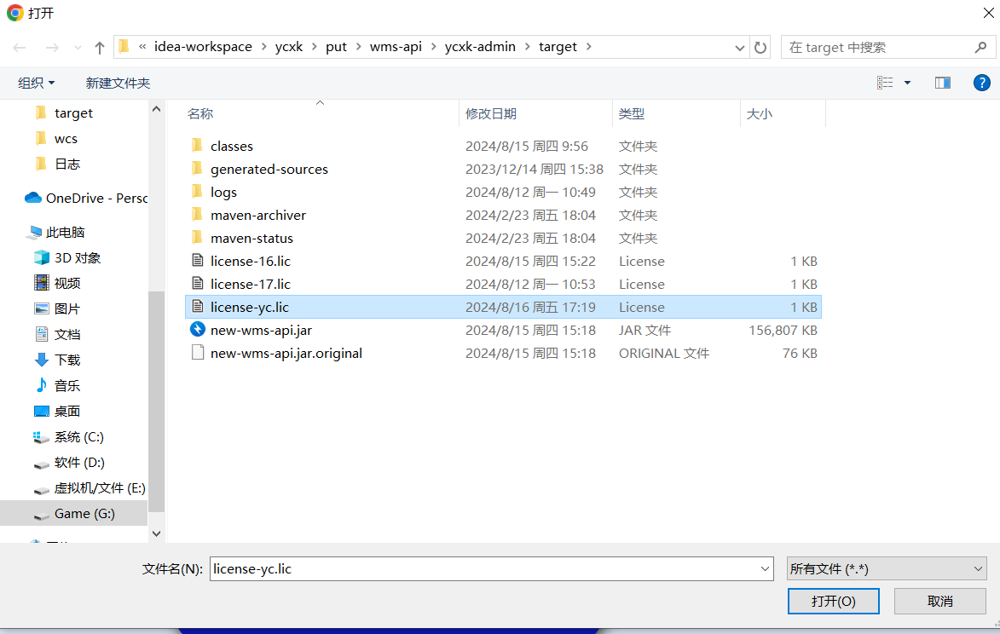 打开
« idea-workspace › ycxk › put › wms-api › ycxk-admin › target ›
在 target 中搜索
组织
新建文件夹
target
wcs
日志
OneDrive - Persc
此电脑
3D 对象
视频
图片
文档
下载
音乐
桌面
系统 (C:)
软件 (D:)
虚拟机/文件 (E:)
Game (G:)
名称 修改日期 类型 大小
classes 2024/8/15 周四 9:56 文件夹
generated-sources 2023/12/14 周四 15:38 文件夹
logs 2024/8/12 周一 10:49 文件夹
maven-archiver 2024/2/23 周五 18:04 文件夹
maven-status 2024/2/23 周五 18:04 文件夹
license-16.lic 2024/8/15 周四 15:22 License 1 KB
license-17.lic 2024/8/12 周一 10:53 License 1 KB
license-yc.lic 2024/8/16 周五 17:19 License 1 KB
new-wms-api.jar 2024/8/15 周四 15:18 JAR 文件 156,807 KB
new-wms-api.jar.original 2024/8/15 周四 15:18 ORIGINAL 文件 76 KB
文件名(N): license-yc.lic
所有文件 (*.*)
打开(O)
取消